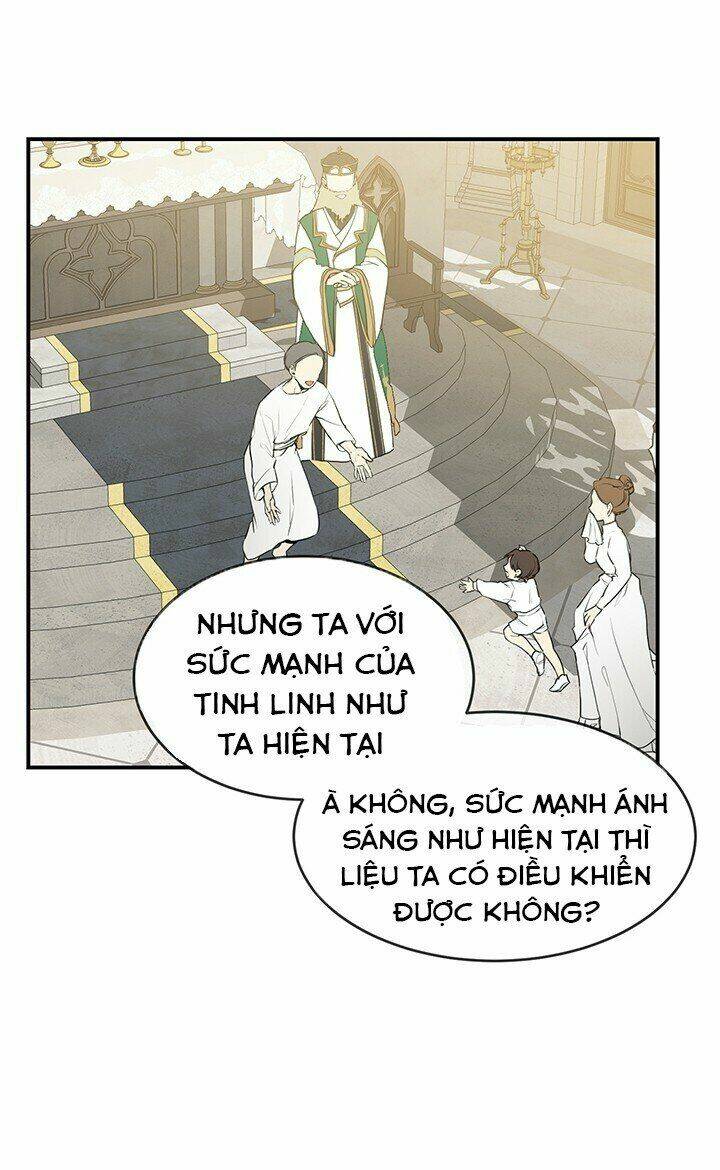 NHƯNG TA VỚI
SỨC MẠNH CỦA
TINH LINH NHƯ
TA HIỆN TẠI
À KHÔNG, SỨC MẠNH ÁNH
SÁNG NHƯ HIỆN TẠI THÌ
LIỆU TA CÓ ĐIỀU KHIỂN
ĐƯỢC KHÔNG?